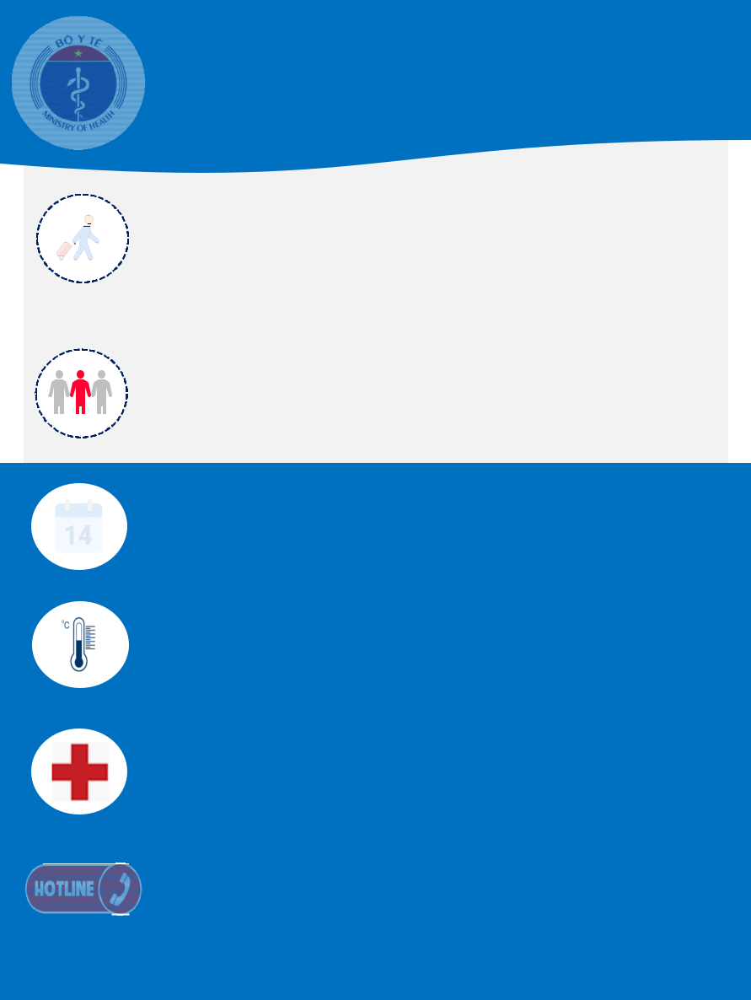 BỘ Y TẾ
MINISTRY OF HEALTH
14
°C
HOTLINE